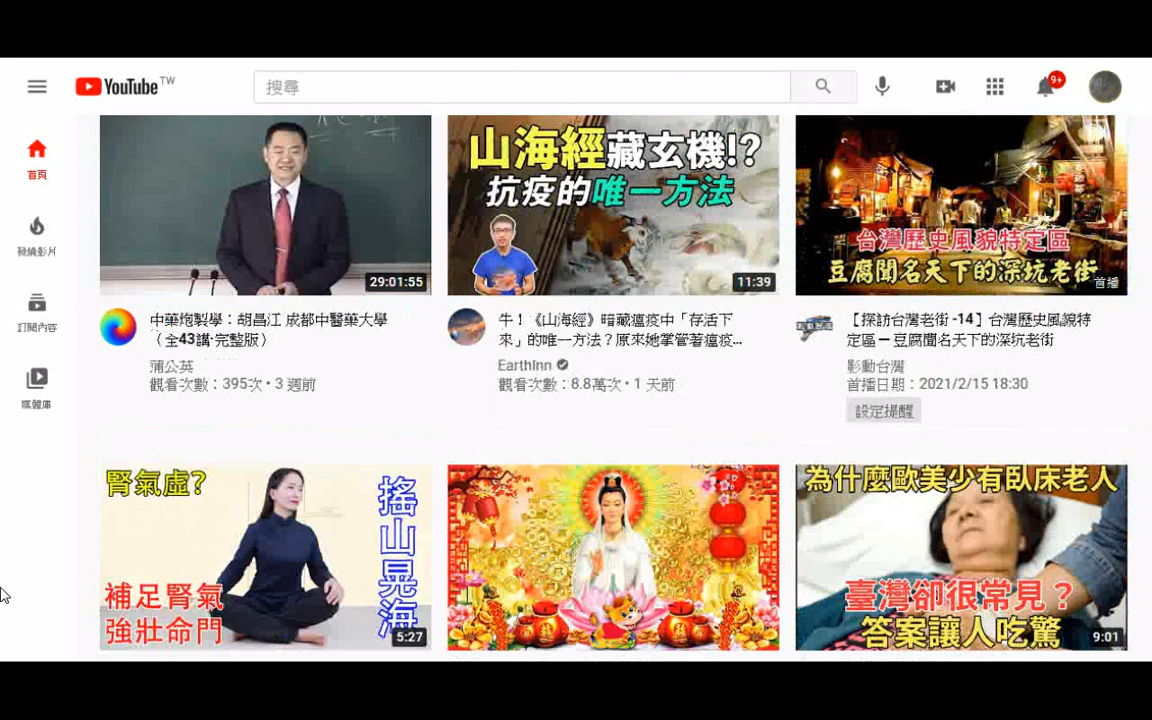 YouTube TW
搜尋
9+
首頁
發燒影片
訂閱內容
媒體庫
29:01:55
中藥炮製學：胡昌江 成都中醫藥大學
（全43講·完整版）
蒲公英
觀看次數：395次 • 3 週前
山海經藏玄機!?
抗疫的唯一方法
11:39
牛！《山海經》暗藏瘟疫中「存活下
來」的唯一方法？原來她掌管著瘟疫...
EarthInn
觀看次數：8.8萬次 • 1 天前
台灣歷史風貌特定區
豆腐聞名天下的深坑老街
首播
【探訪台灣老街 -14】台灣歷史風貌特
定區 – 豆腐聞名天下的深坑老街
影動台灣
首播日期：2021/2/15 18:30
設定提醒
腎氣虛?
搖山晃海
補足腎氣
強壯命門
5:27
為什麼歐美少有臥床老人
臺灣卻很常見？
答案讓人吃驚
9:01